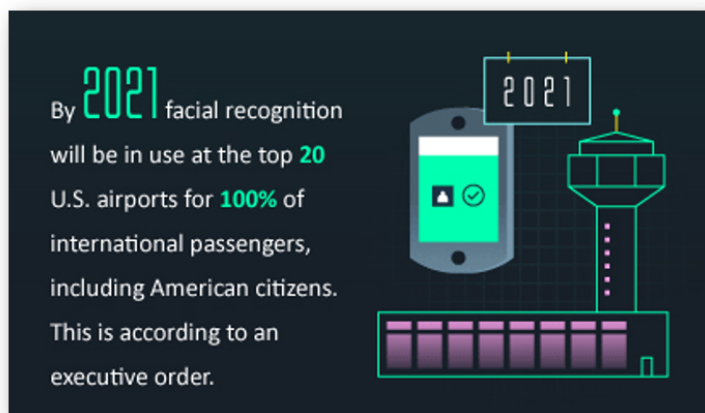 By 2021 facial recognition
will be in use at the top 20
U.S. airports for 100% of
international passengers,
including American citizens.
This is according to an
executive order.
2021